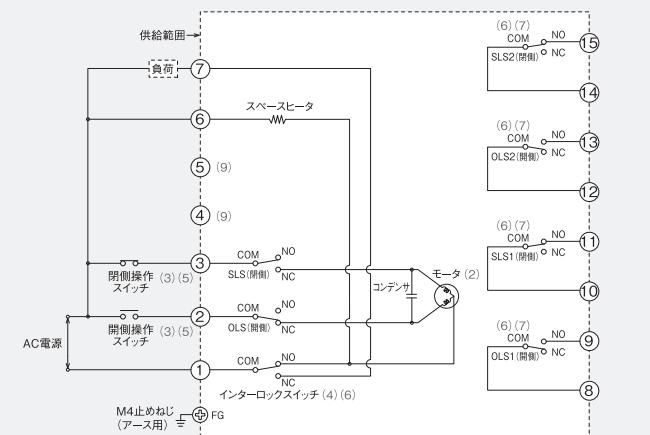 供給範囲
負荷
⑦
スペースヒータ
⑥
⑤ (9)
④ (9)
③
閉側操作
スイッチ
(3)(5)
COM
NO
NC
SLS(閉側)
②
開側操作
スイッチ
(3)(5)
COM
NO
NC
OLS(開側)
コンデンサ
モータ(2)
AC電源
①
COM
NO
NC
インターロックスイッチ(4)(6)
M4止めねじ
(アース用)
FG
(6)(7)
COM
NO
NC
SLS2(閉側)
⑮
⑭
(6)(7)
COM
NO
NC
OLS2(開側)
⑬
⑫
(6)(7)
COM
NO
NC
SLS1(閉側)
⑪
⑩
(6)(7)
COM
NO
NC
OLS1(開側)
⑨
⑧